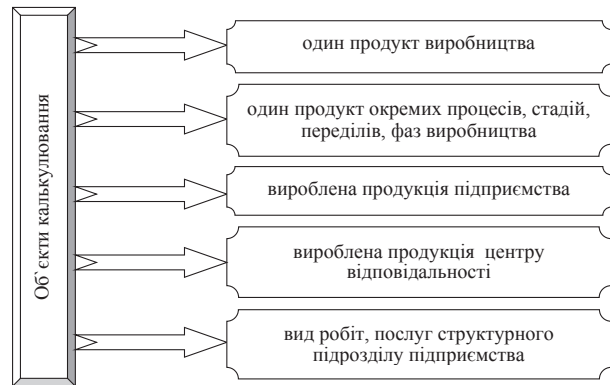 Об`єкти калькулювання
один продукт виробництва
один продукт окремих процесів, стадій,
переділів, фаз виробництва
вироблена продукція підприємства
вироблена продукція центру
відповідальності
вид робіт, послуг структурного
підрозділу підприємства